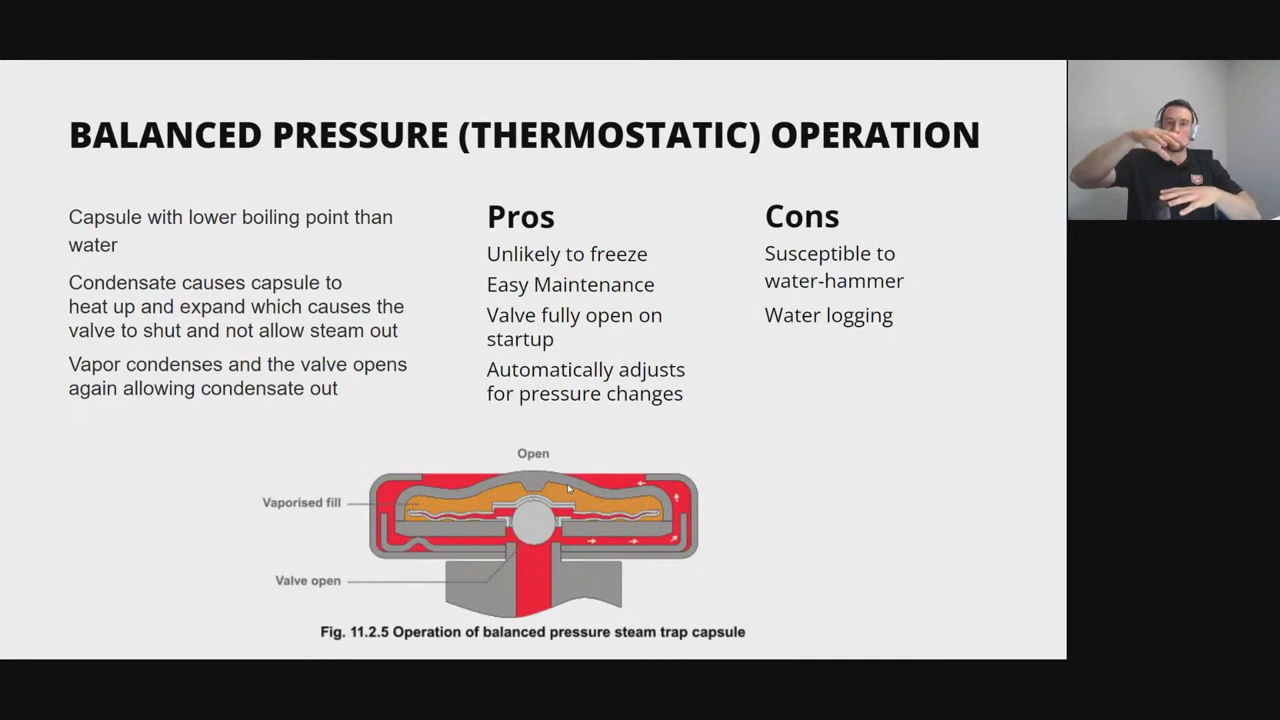 BALANCED PRESSURE (THERMOSTATIC) OPERATION
Capsule with lower boiling point than
water
Condensate causes capsule to
heat up and expand which causes the
valve to shut and not allow steam out
Vapor condenses and the valve opens
again allowing condensate out
Pros
Unlikely to freeze
Easy Maintenance
Valve fully open on
startup
Automatically adjusts
for pressure changes
Cons
Susceptible to
water-hammer
Water logging
Open
Vaporised fill
Valve open
Fig. 11.2.5 Operation of balanced pressure steam trap capsule